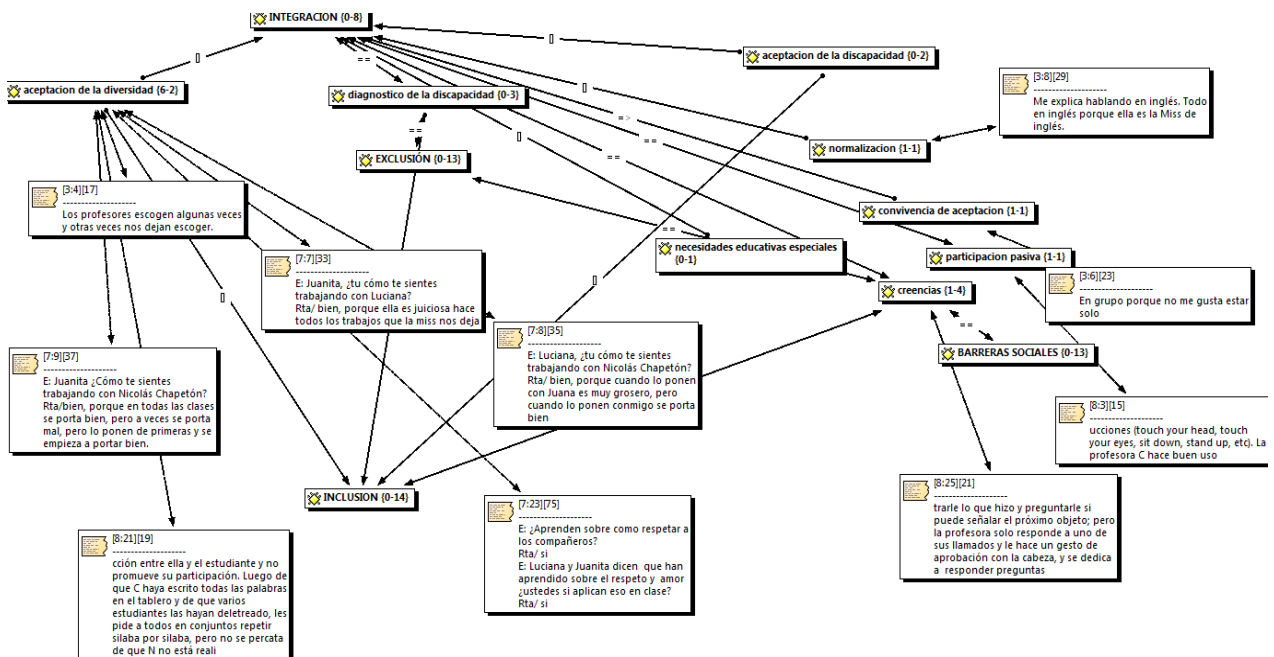 INTEGRACION {0-8}
[]
[]
==
aceptacion de la discapacidad {0-2}
aceptacion de la diversidad {6-2}
diagnostico de la discapacidad {0-3}
[]
[3:8][29]
--------------------
Me explica hablando en inglés. Todo
en inglés porque ella es la Miss de
inglés.
=>
==
[]
==
==
normalizacion {1-1}
EXCLUSIÓN {0-13}
[3:4][17]
--------------------
Los profesores escogen algunas veces
y otras veces nos dejan escoger.
convivencia de aceptacion {1-1}
==
necesidades educativas especiales
{0-1}
participacion pasiva {1-1}
[7:7][33]
--------------------
E: Juanita, ¿tu cómo te sientes
trabajando con Luciana?
Rta/ bien, porque ella es juiciosa hace
todos los trabajos que la miss nos deja
==
[]
creencias {1-4}
[3:6][23]
--------------------
En grupo porque no me gusta estar
solo
[]
[7:8][35]
--------------------
E: Luciana, ¿tu cómo te sientes
trabajando con Nicolás Chapetón?
Rta/ bien, porque cuando lo ponen
con Juana es muy grosero, pero
cuando lo ponen conmigo se porta
bien
==
BARRERAS SOCIALES {0-13}
[7:9][37]
--------------------
E: Juanita ¿Cómo te sientes
trabajando con Nicolás Chapetón?
Rta/bien, porque en todas las clases
se porta bien, pero a veces se porta
mal, pero lo ponen de primeras y se
empieza a portar bien.
[8:3][15]
--------------------
ucciones (touch your head, touch
your eyes, sit down, stand up, etc). La
profesora C hace buen uso
INCLUSION {0-14}
[8:25][21]
--------------------
trarle lo que hizo y preguntarle si
puede señalar el próximo objeto; pero
la profesora solo responde a uno de
sus llamados y le hace un gesto de
aprobación con la cabeza, y se dedica
a responder preguntas
[7:23][75]
--------------------
E: ¿Aprenden sobre como respetar a
los compañeros?
Rta/ si
E: Luciana y Juanita dicen que han
aprendido sobre el respeto y amor
¿ustedes si aplican eso en clase?
Rta/ si
[8:21][19]
--------------------
cción entre ella y el estudiante y no
promueve su participación. Luego de
que C haya escrito todas las palabras
en el tablero y de que varios
estudiantes las hayan deletreado, les
pide a todos en conjuntos repetir
silaba por silaba, pero no se percata
de que N no está reali